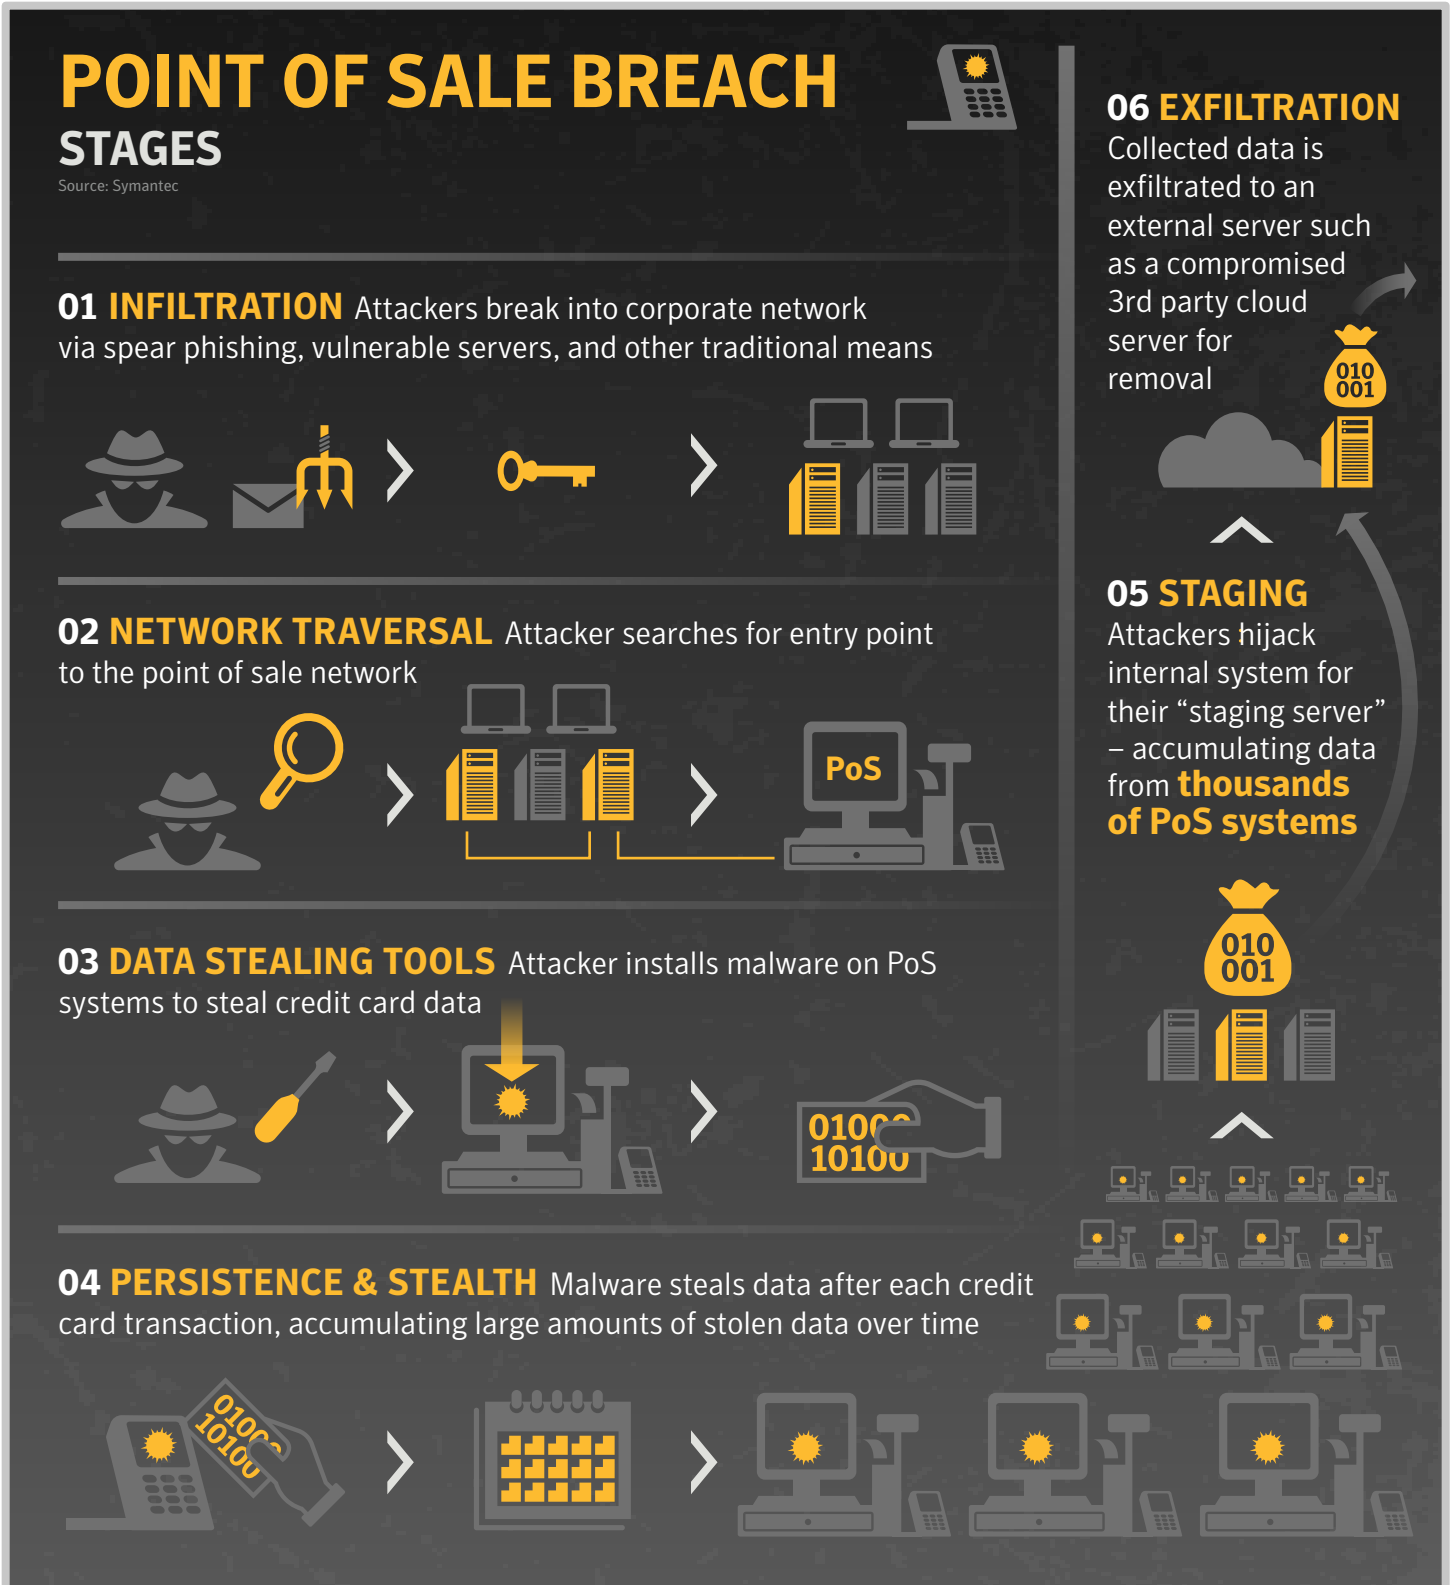 POINT OF SALE BREACH
STAGES
Source: Symantec
01 INFILTRATION Attackers break into corporate network
via spear phishing, vulnerable servers, and other traditional means
02 NETWORK TRAVERSAL Attacker searches for entry point
to the point of sale network
PoS
03 DATA STEALING TOOLS Attacker installs malware on PoS
systems to steal credit card data
01000
10100
04 PERSISTENCE & STEALTH Malware steals data after each credit
card transaction, accumulating large amounts of stolen data over time
01000
10100
05 STAGING
Attackers hijack
internal system for
their “staging server”
– accumulating data
from thousands
of PoS systems
010
001
06 EXFILTRATION
Collected data is
exfiltrated to an
external server such
as a compromised
3rd party cloud
server for
removal
010
001